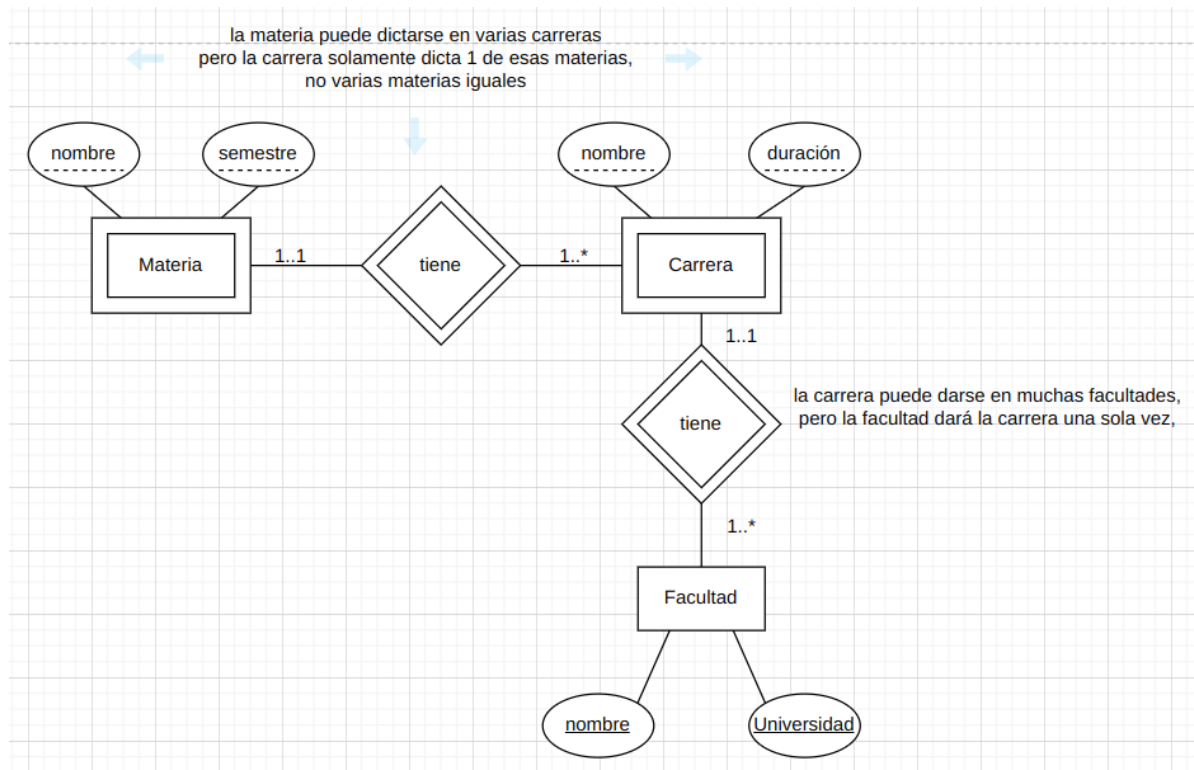 la materia puede dictarse en varias carreras
pero la carrera solamente dicta 1 de esas materias,
no varias materias iguales
nombre
semestre
nombre
duración
Materia
1..1
tiene
1..*
Carrera
1..1
tiene
la carrera puede darse en muchas facultades,
pero la facultad dará la carrera una sola vez,
1..*
Facultad
nombre
Universidad